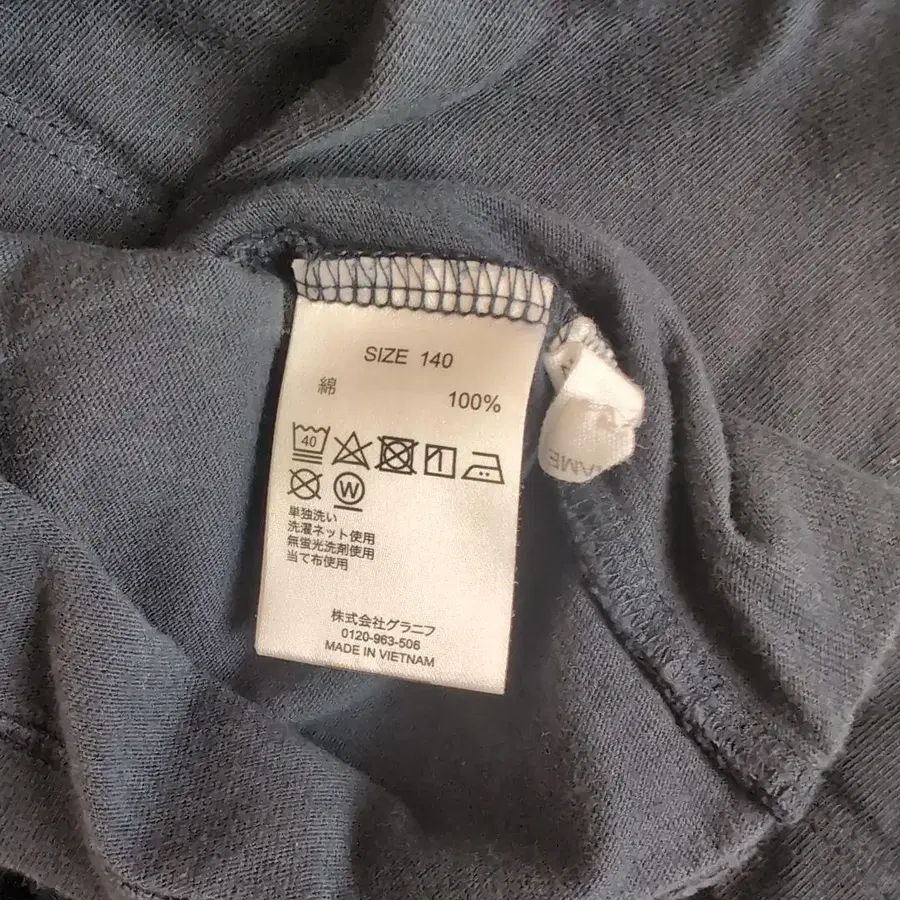 SIZE 140
綿 100%
40
W
単独洗い
洗濯ネット使用
無蛍光洗剤使用
当て布使用
株式会社グラニフ
0120-963-506
MADE IN VIETNAM